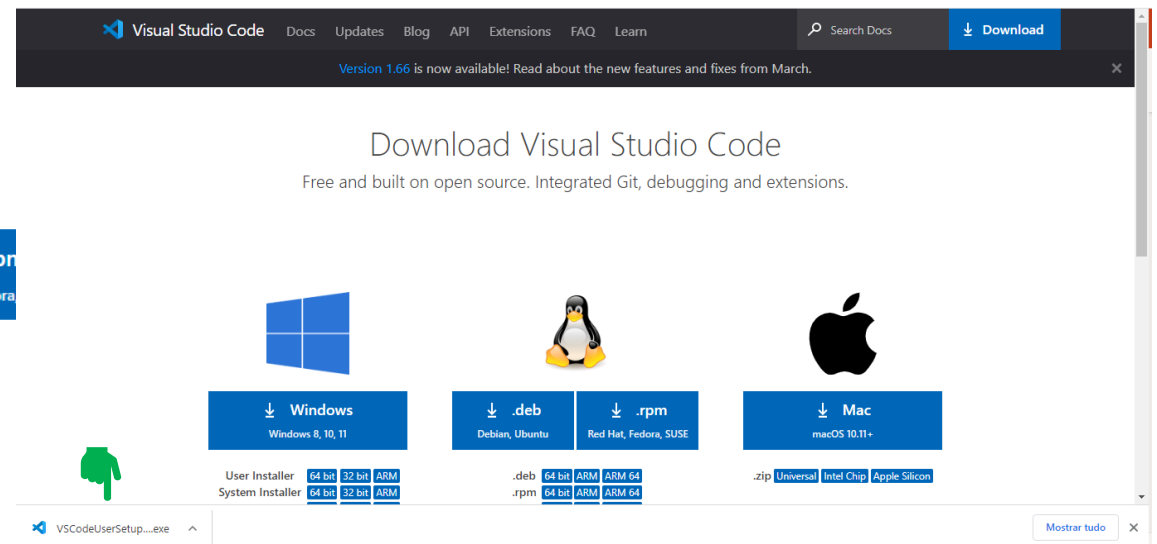 Visual Studio Code Docs Updates Blog API Extensions FAQ Learn Search Docs Download
Version 1.66 is now available! Read about the new features and fixes from March.
Download Visual Studio Code
Free and built on open source. Integrated Git, debugging and extensions.
Windows
Windows 8, 10, 11
.deb
Debian, Ubuntu
.rpm
Red Hat, Fedora, SUSE
Mac
macOS 10.11+
User Installer 64 bit 32 bit ARM
System Installer 64 bit 32 bit ARM
.deb 64 bit ARM ARM 64
.rpm 64 bit ARM ARM 64
.zip Universal Intel Chip Apple Silicon
VSCodeUserSetup....exe
Mostrar tudo